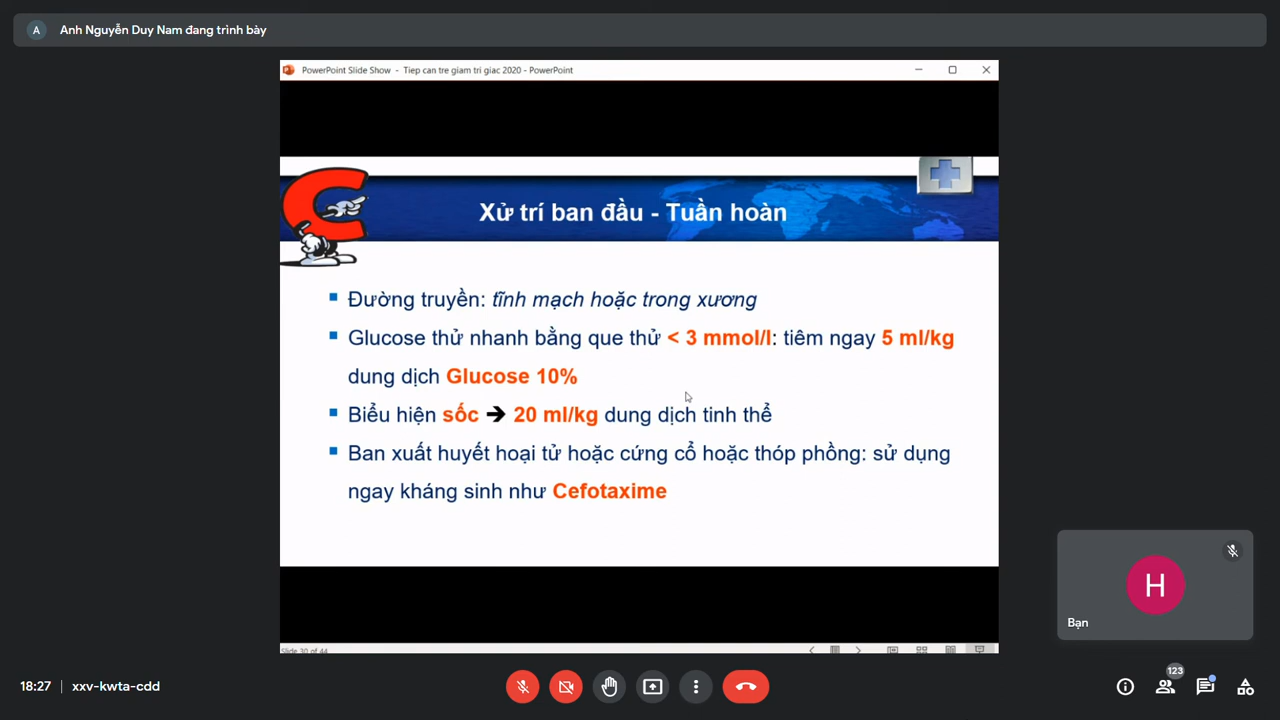 A
Anh Nguyễn Duy Nam đang trình bày
PowerPoint Slide Show - Tiep can tre giam tri giac 2020 - PowerPoint
C
Xử trí ban đầu - Tuần hoàn
Đường truyền: tĩnh mạch hoặc trong xương
Glucose thử nhanh bằng que thử < 3 mmol/l: tiêm ngay 5 ml/kg
dung dịch Glucose 10%
Biểu hiện sốc ➔ 20 ml/kg dung dịch tinh thể
Ban xuất huyết hoại tử hoặc cứng cổ hoặc thóp phồng: sử dụng
ngay kháng sinh như Cefotaxime
H
Bạn
Slide 30 of 44
18:27 | xxv-kwta-cdd
123